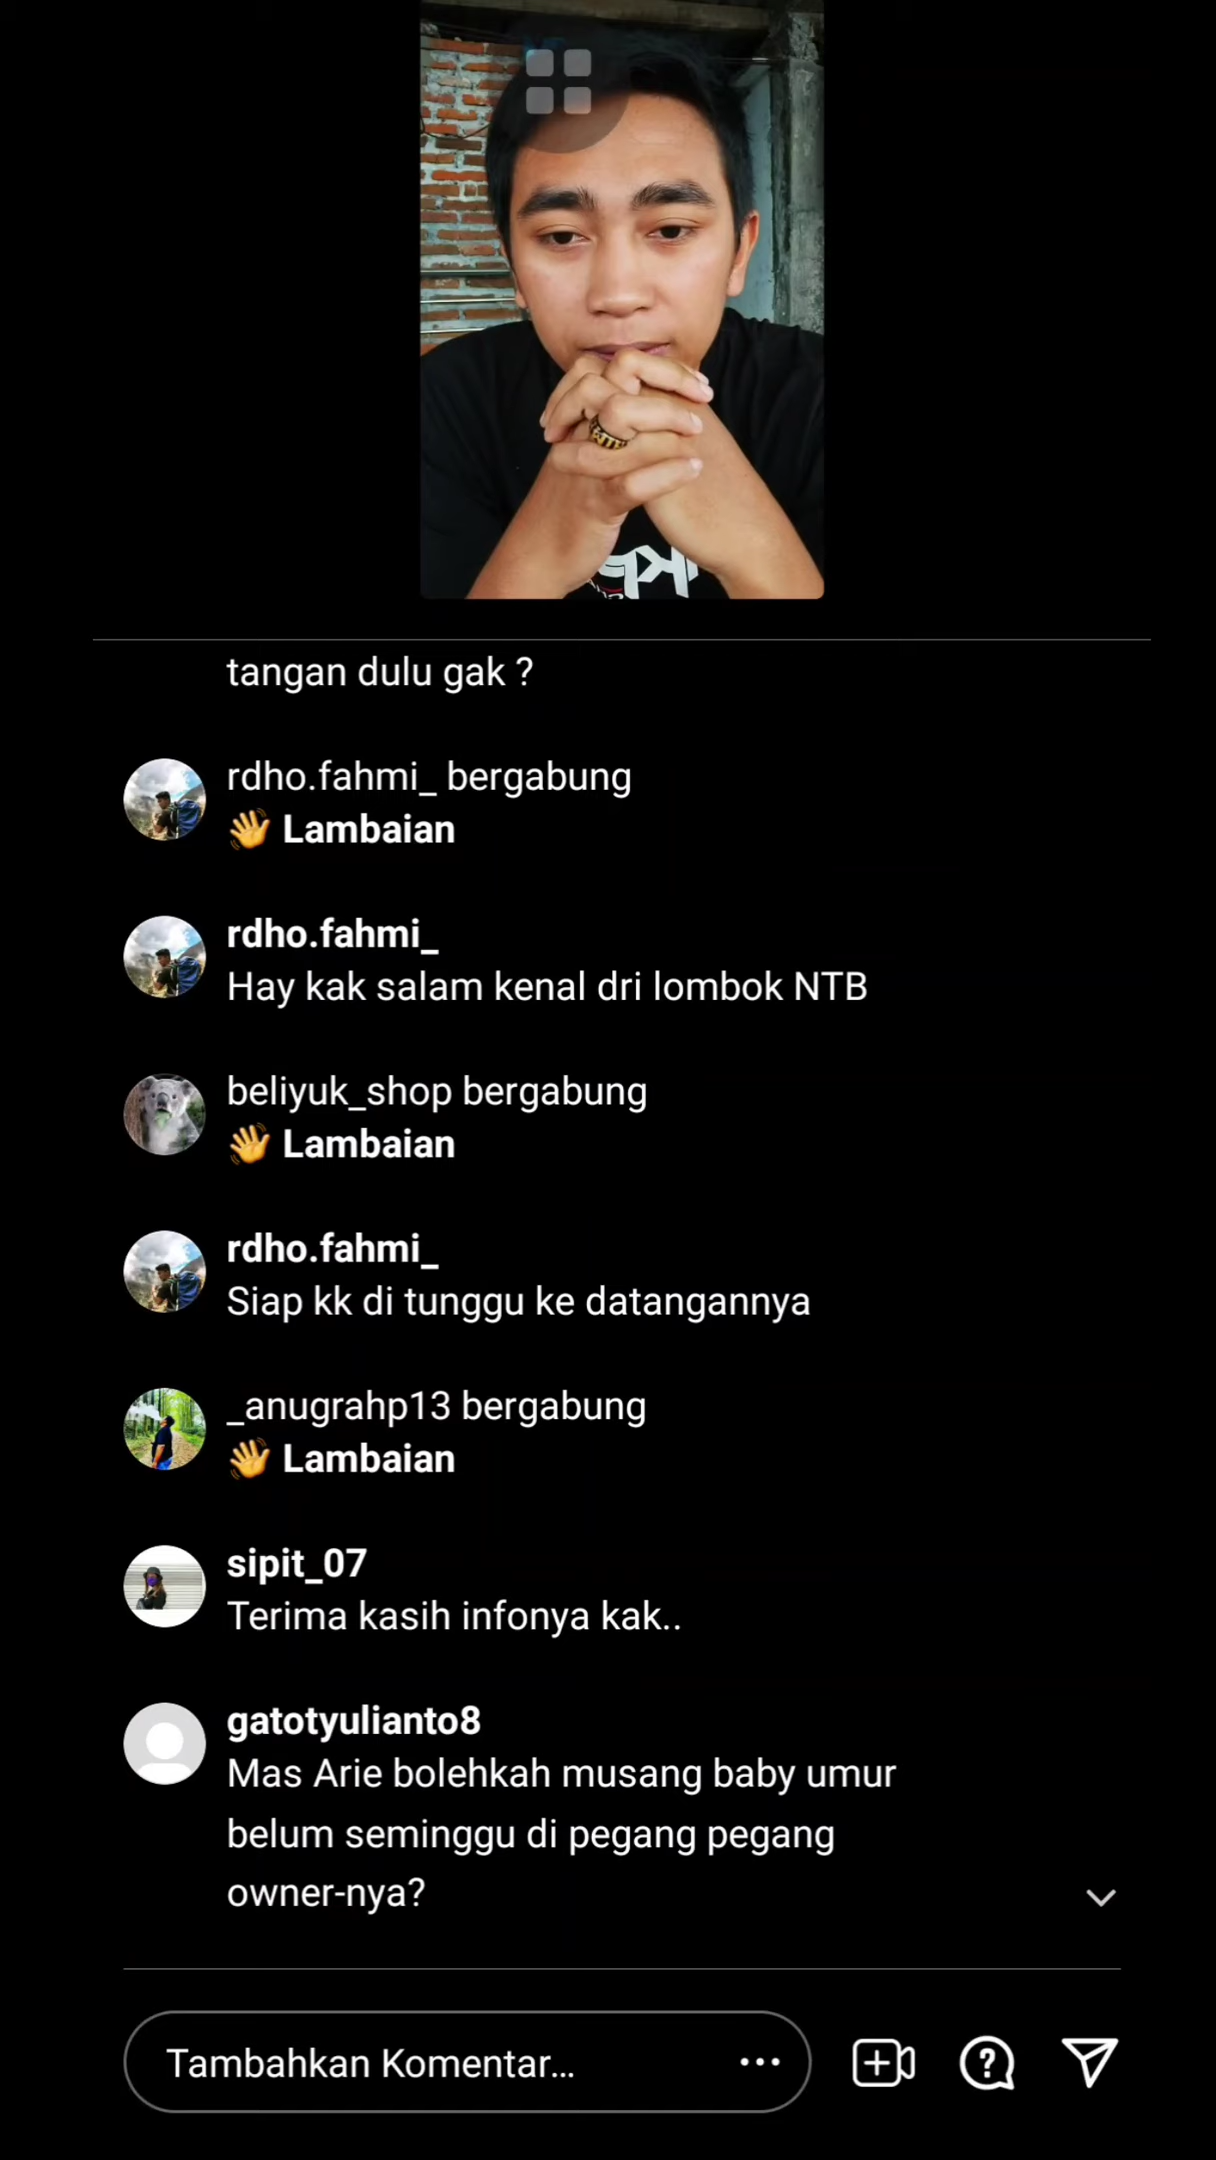 tangan dulu gak ?
rdho.fahmi_ bergabung
👋 Lambaian
rdho.fahmi_
Hay kak salam kenal dri lombok NTB
beliyuk_shop bergabung
👋 Lambaian
rdho.fahmi_
Siap kk di tunggu ke datangannya
_anugrahp13 bergabung
👋 Lambaian
sipit_07
Terima kasih infonya kak..
gatotyulianto8
Mas Arie bolehkah musang baby umur
belum seminggu di pegang pegang
owner-nya?
Tambahkan Komentar...